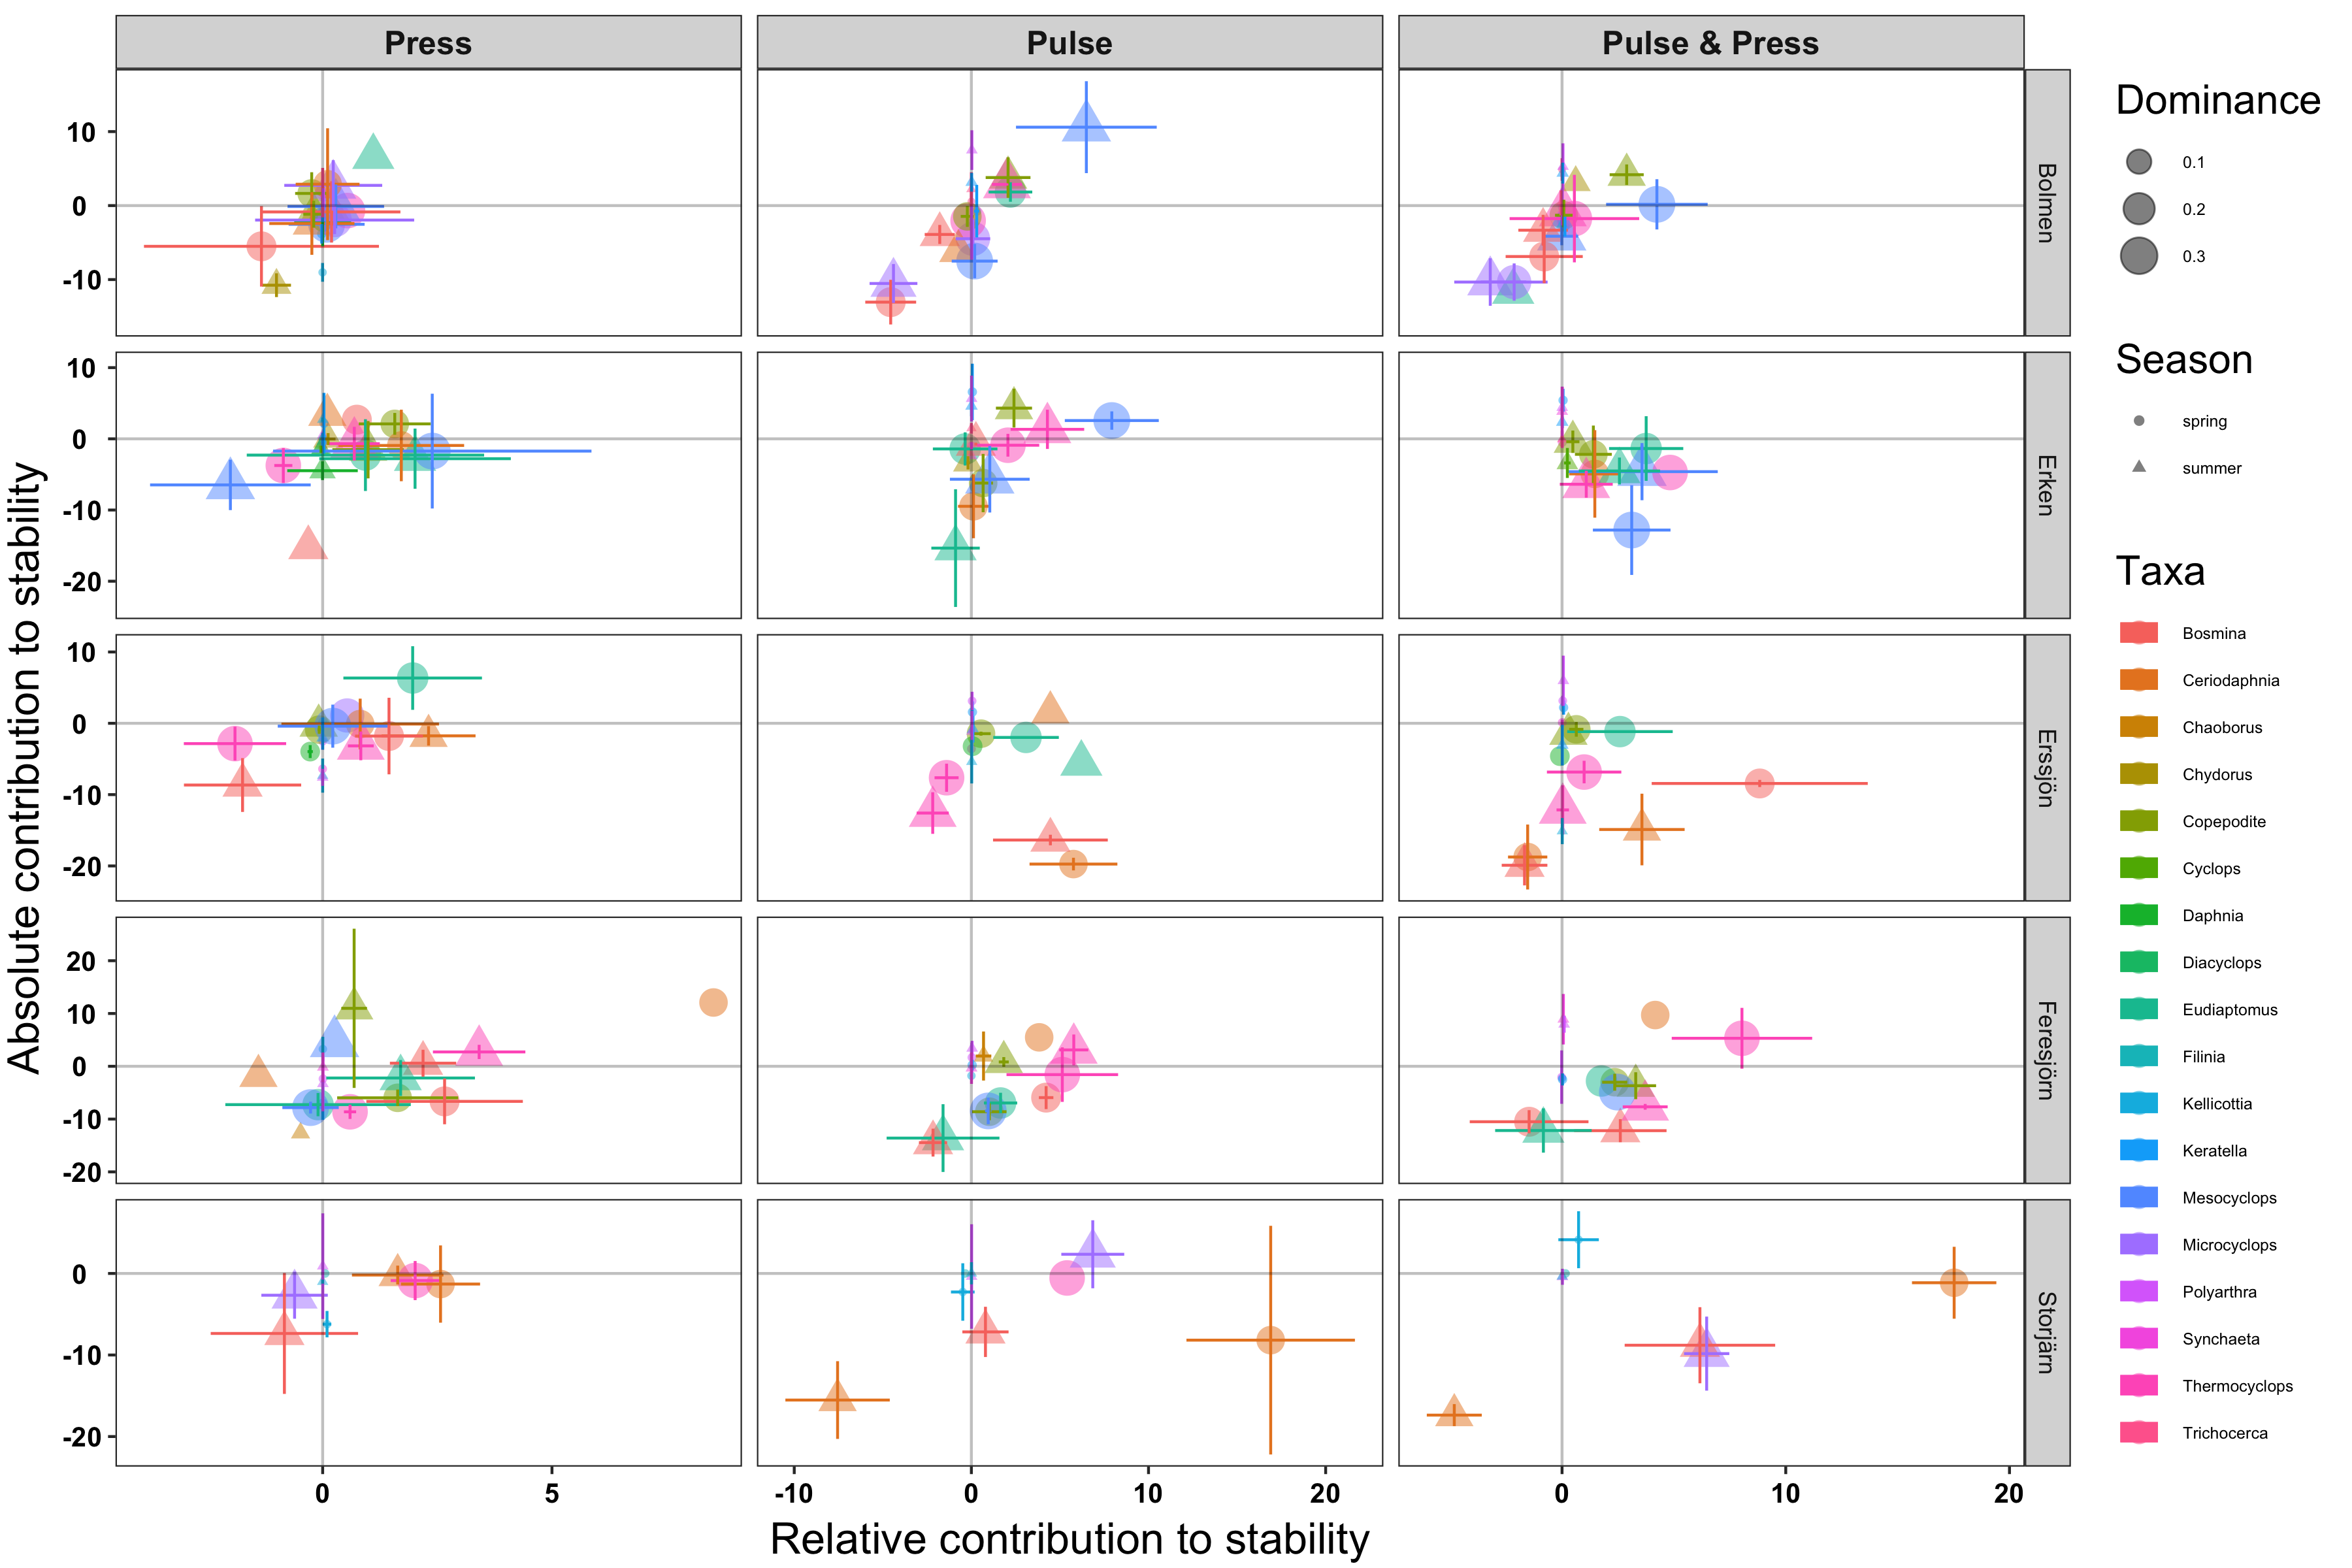 Press
Pulse
Pulse & Press
10
0
-10
Bolmen
10
0
-10
-20
Erken
10
0
-10
-20
Erssjön
20
10
0
-10
-20
Feresjörn
0
-10
-20
Storjärn
0
5
-10
0
10
20
0
10
20
Relative contribution to stability
Absolute contribution to stability
Dominance
0.1
0.2
0.3
Season
spring
summer
Taxa
Bosmina
Ceriodaphnia
Chaoborus
Chydorus
Copepodite
Cyclops
Daphnia
Diacyclops
Eudiaptomus
Filinia
Kellicottia
Keratella
Mesocyclops
Microcyclops
Polyarthra
Synchaeta
Thermocyclops
Trichocerca